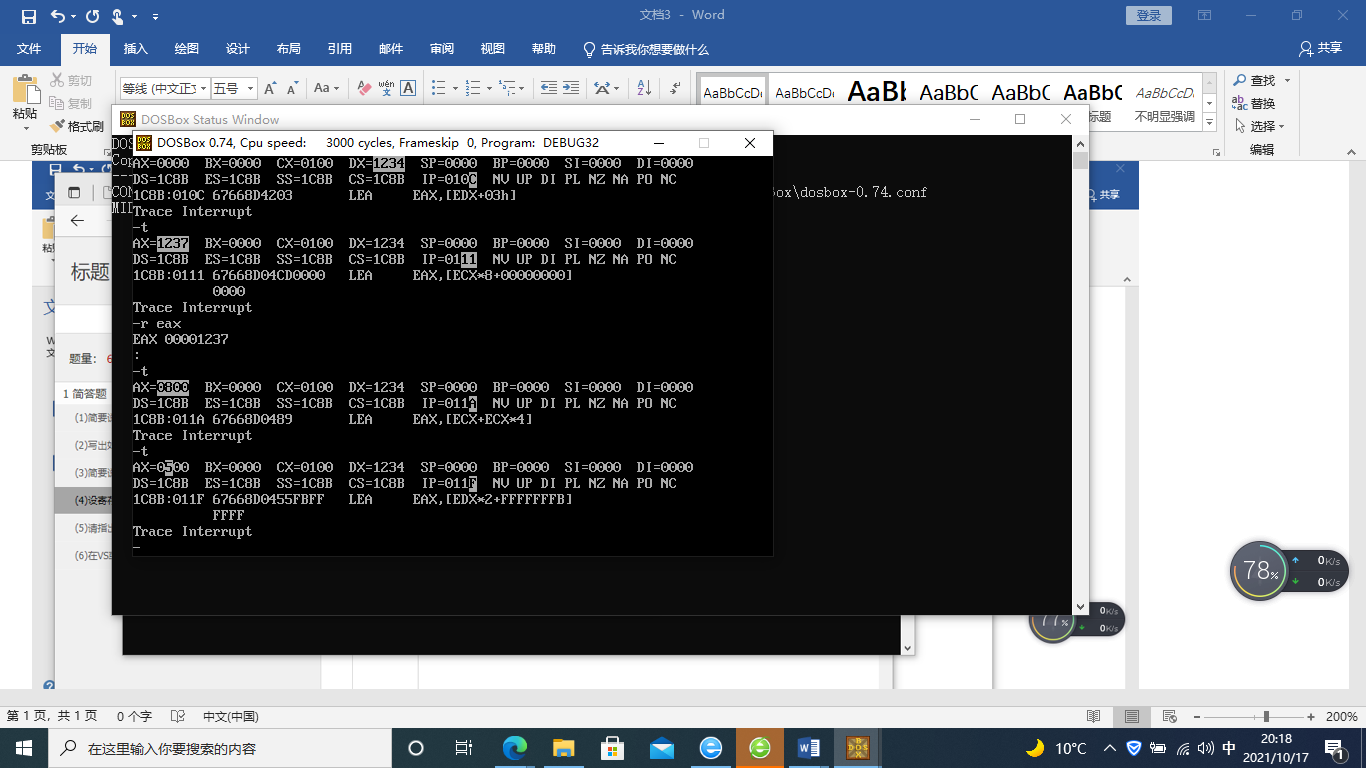 文档3 - Word
登录
文件 开始 插入 绘图 设计 布局 引用 邮件 审阅 视图 帮助 告诉我你想要做什么 共享
剪切
复制
格式刷
粘贴
剪贴板
等线 (中文正文 五号
Aa
wén
AaBbCcD AaBbCcD AaBb AaBbC AaBbC AaBbC AaBbCcD
标题 不明显强调
查找
替换
选择
编辑
DOSBox Status Window
DOSBox 0.74, Cpu speed: 3000 cycles, Frameskip 0, Program: DEBUG32
box\dosbox-0.74.conf
AX=0000 BX=0000 CX=0100 DX=1234 SP=0000 BP=0000 SI=0000 DI=0000
DS=1C8B ES=1C8B SS=1C8B CS=1C8B IP=010C NV UP DI PL NZ NA PO NC
1C8B:010C 67668D4203 LEA EAX,[EDX+03h]
Trace Interrupt
-t
AX=1237 BX=0000 CX=0100 DX=1234 SP=0000 BP=0000 SI=0000 DI=0000
DS=1C8B ES=1C8B SS=1C8B CS=1C8B IP=0111 NV UP DI PL NZ NA PO NC
1C8B:0111 67668D04CD0000 LEA EAX,[ECX*8+00000000]
0000
Trace Interrupt
-r eax
EAX 00001237
:
-t
AX=0800 BX=0000 CX=0100 DX=1234 SP=0000 BP=0000 SI=0000 DI=0000
DS=1C8B ES=1C8B SS=1C8B CS=1C8B IP=011A NV UP DI PL NZ NA PO NC
1C8B:011A 67668D0489 LEA EAX,[ECX+ECX*4]
Trace Interrupt
-t
AX=0500 BX=0000 CX=0100 DX=1234 SP=0000 BP=0000 SI=0000 DI=0000
DS=1C8B ES=1C8B SS=1C8B CS=1C8B IP=011F NV UP DI PL NZ NA PO NC
1C8B:011F 67668D0455FBFF LEA EAX,[EDX*2+FFFFFFFB]
FFFF
Trace Interrupt
-
共享
标题
题量:
1 简答题
(1)简要
(2)写出
(3)简要
(4)设寄存
(5)请指出
(6)在VS
78%
0K/s
0K/s
77%
0K/s
0K/s
第 1 页, 共 1 页 0 个字 中文(中国)
200%
在这里输入你要搜索的内容
10°C
中
20:18
2021/10/17
1